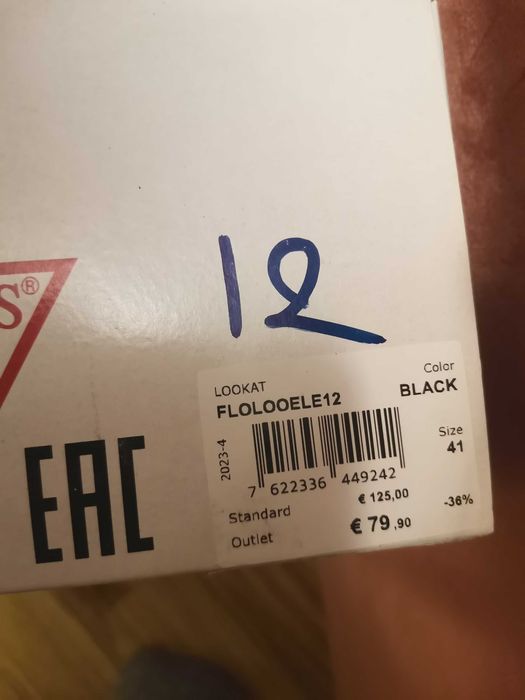 12
S®
LOOKAT
Color
FLOLOOELE12
BLACK
2023-4
Size
41
7 622336 449242
€ 125,00
Standard
-36%
Outlet
€ 79,90
EAC